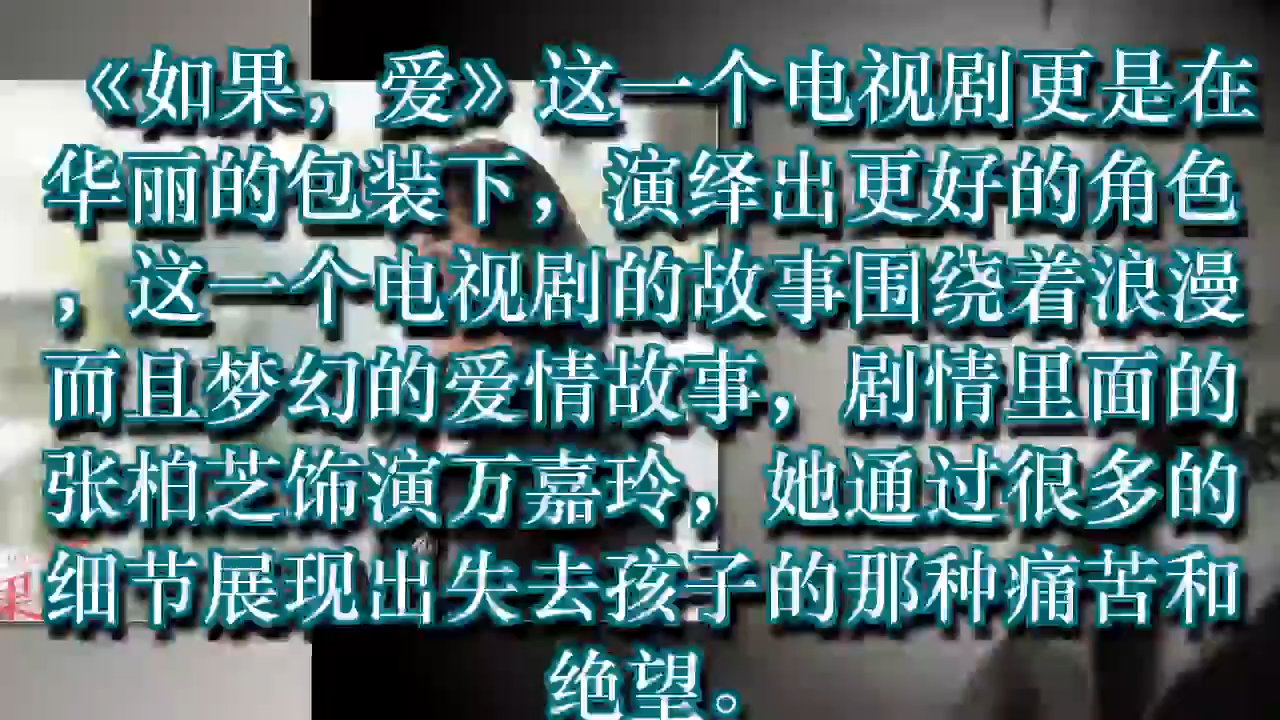 《如果，爱》这一个电视剧更是在
华丽的包装下，演绎出更好的角色
，这一个电视剧的故事围绕着浪漫
而且梦幻的爱情故事，剧情里面的
张柏芝饰演万嘉玲，她通过很多的
细节展现出失去孩子的那种痛苦和
绝望。
果